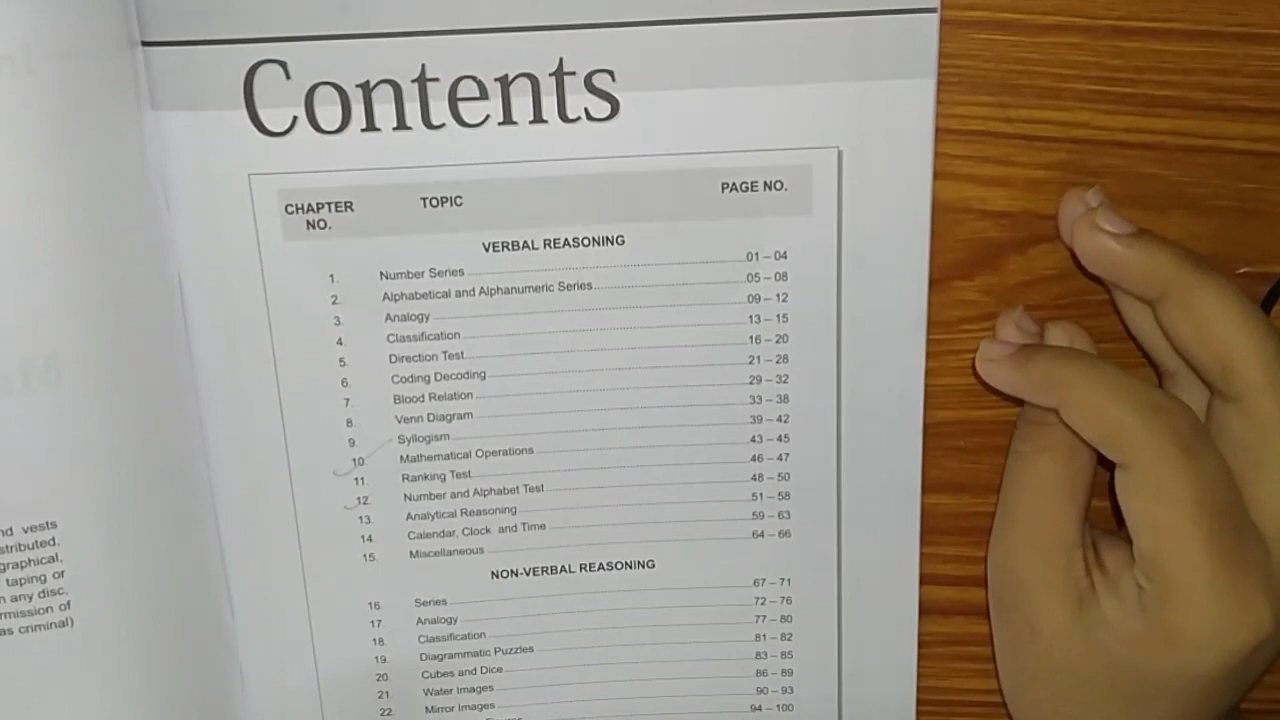 nd vests
stributed,
graphical,
taping or
n any disc,
rmission of
as criminal)
Contents
CHAPTER NO. TOPIC PAGE NO.
VERBAL REASONING
1. Number Series 01 – 04
2. Alphabetical and Alphanumeric Series 05 – 08
3. Analogy 09 – 12
4. Classification 13 – 15
5. Direction Test 16 – 20
6. Coding Decoding 21 – 28
7. Blood Relation 29 – 32
8. Venn Diagram 33 – 38
9. Syllogism 39 – 42
10. Mathematical Operations 43 – 45
11. Ranking Test 46 – 47
12. Number and Alphabet Test 48 – 50
13. Analytical Reasoning 51 – 58
14. Calendar, Clock and Time 59 – 63
15. Miscellaneous 64 – 66
NON-VERBAL REASONING
16. Series 67 – 71
17. Analogy 72 – 76
18. Classification 77 – 80
19. Diagrammatic Puzzles 81 – 82
20. Cubes and Dice 83 – 85
21. Water Images 86 – 89
22. Mirror Images 90 – 93
94 – 100